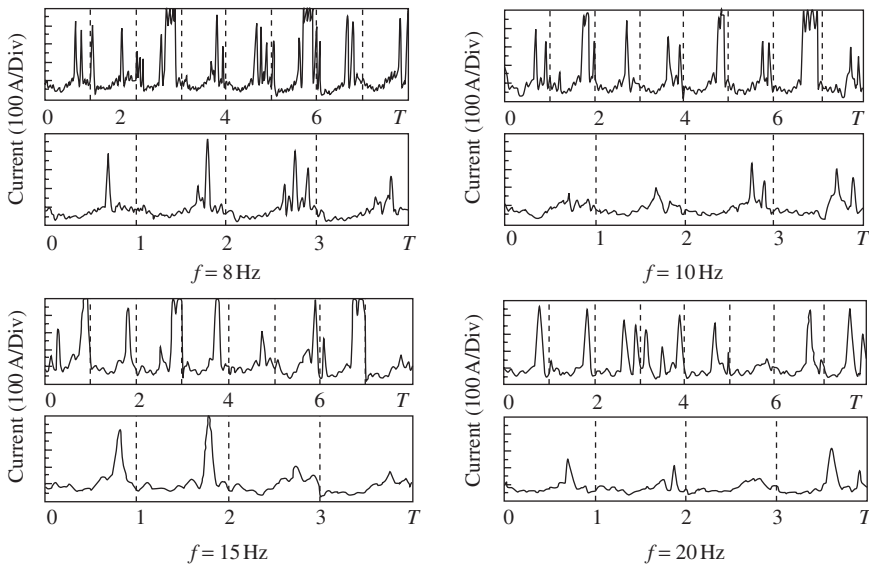 Current (100 A/Div)
0 2 4 6 T
0 1 2 3 T
f = 8 Hz
Current (100 A/Div)
0 2 4 6 T
0 1 2 3 T
f = 10 Hz
Current (100 A/Div)
0 2 4 6 T
0 1 2 3 T
f = 15 Hz
Current (100 A/Div)
0 2 4 6 T
0 1 2 3 T
f = 20 Hz